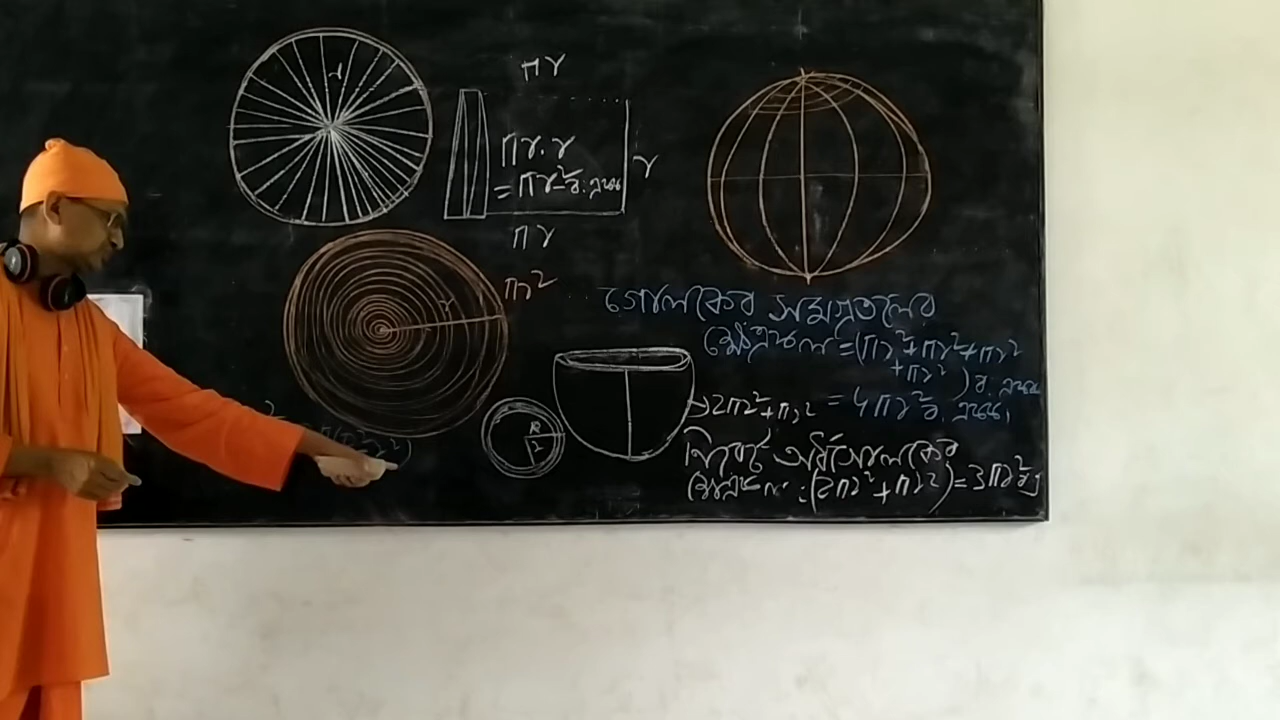 r
πr
πr·r
= πr² ব. একক
r
πr
r
πr²
গোলকের সমগ্রতলের
ক্ষেত্রফল = (πr² + πr² + πr²
+ πr²) ব. একক
→ 2πr² + πr² = 4πr² ব. একক।
নিরেট অর্ধগোলকের
ক্ষেত্রফল : (2πr² + πr²) = 3πr²
R